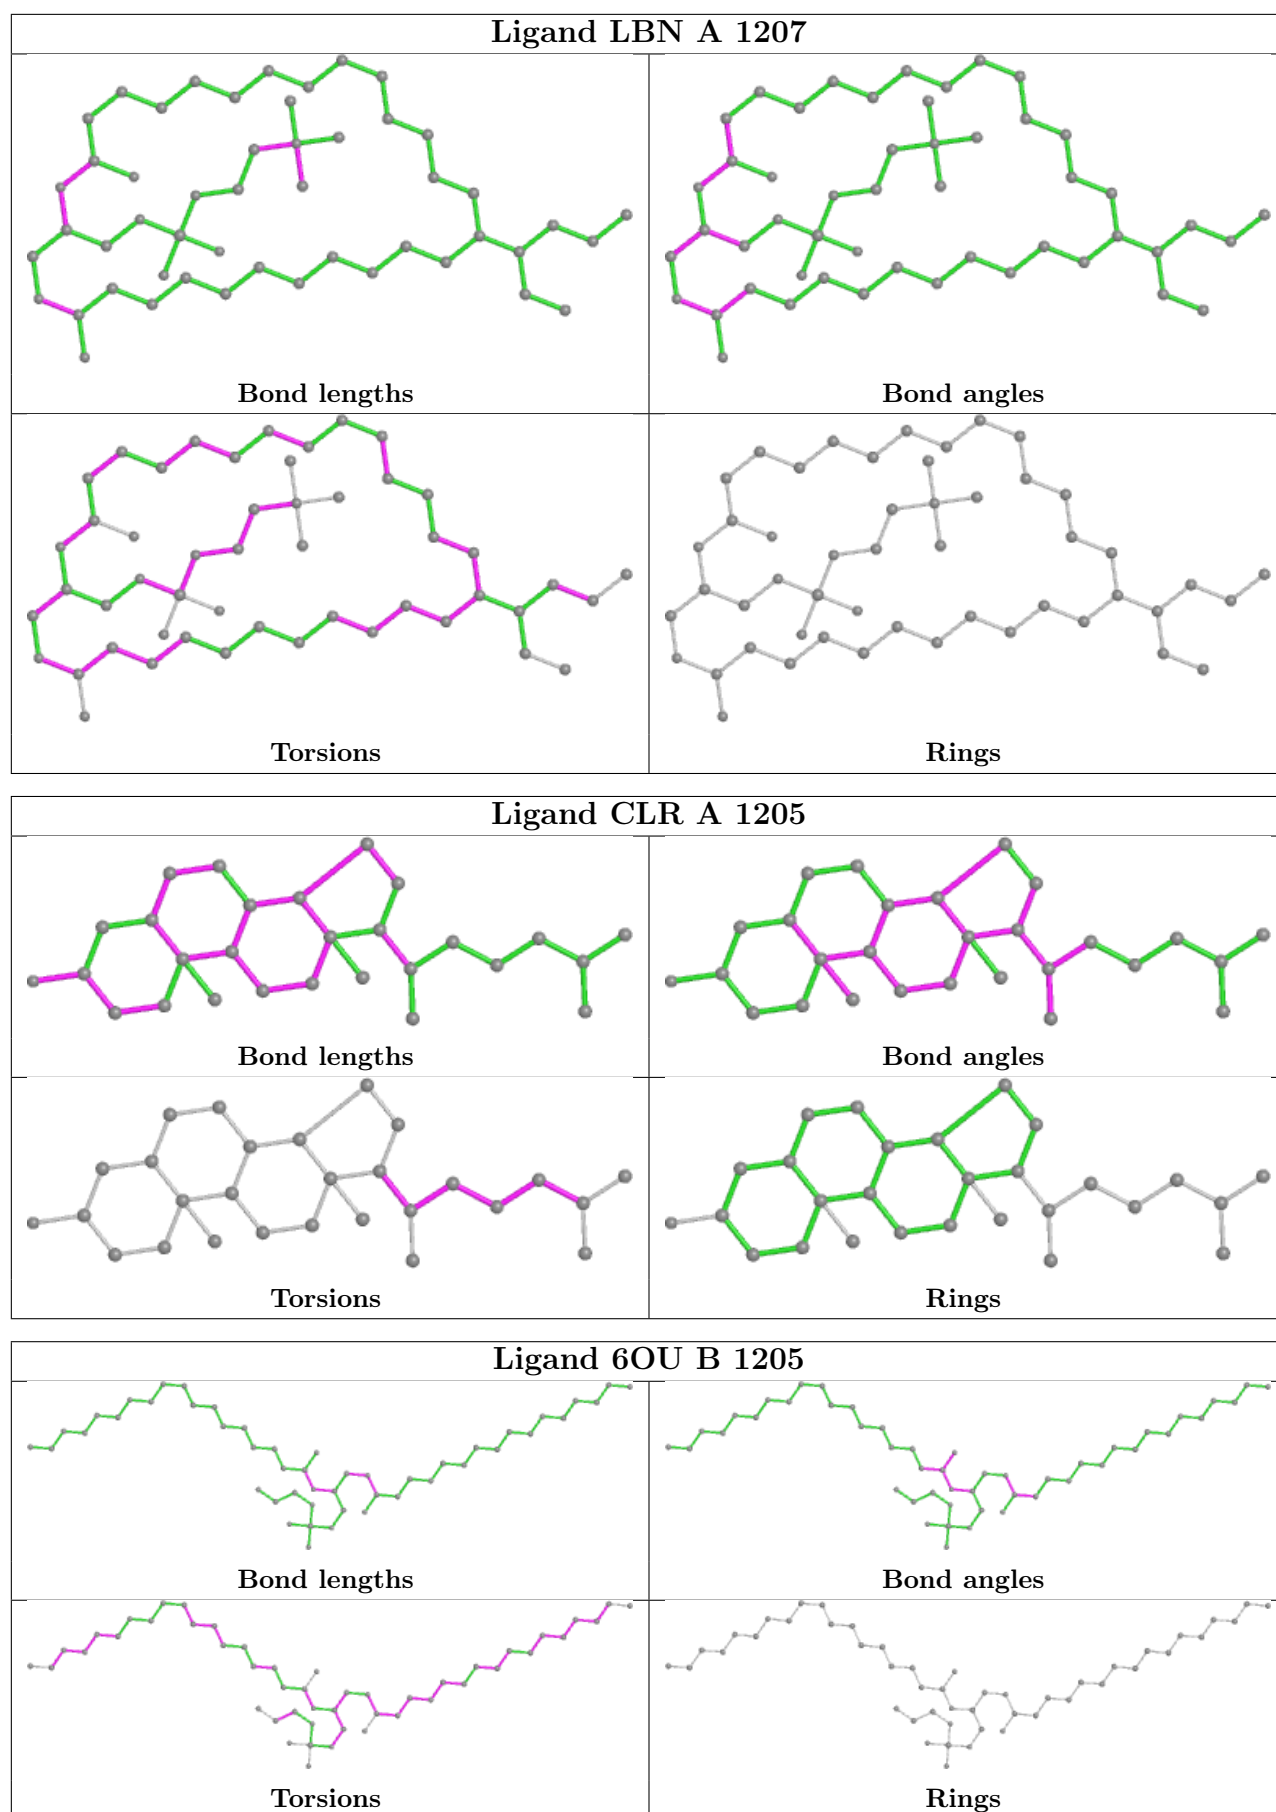 Ligand LBN A 1207
Bond lengths
Bond angles
Torsions
Rings
Ligand CLR A 1205
Bond lengths
Bond angles
Torsions
Rings
Ligand 6OU B 1205
Bond lengths
Bond angles
Torsions
Rings